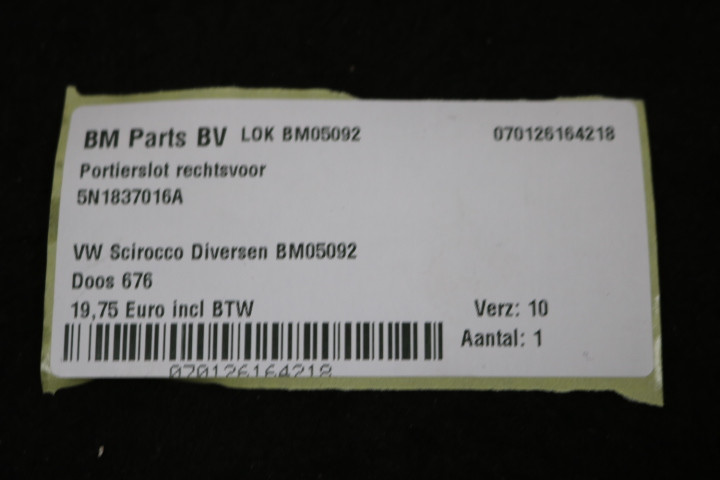 BM Parts BV LOK BM05092 070126164218
Portierslot rechtsvoor
5N1837016A
VW Scirocco Diversen BM05092
Doos 676
19,75 Euro incl BTW Verz: 10
Aantal: 1
070126164218